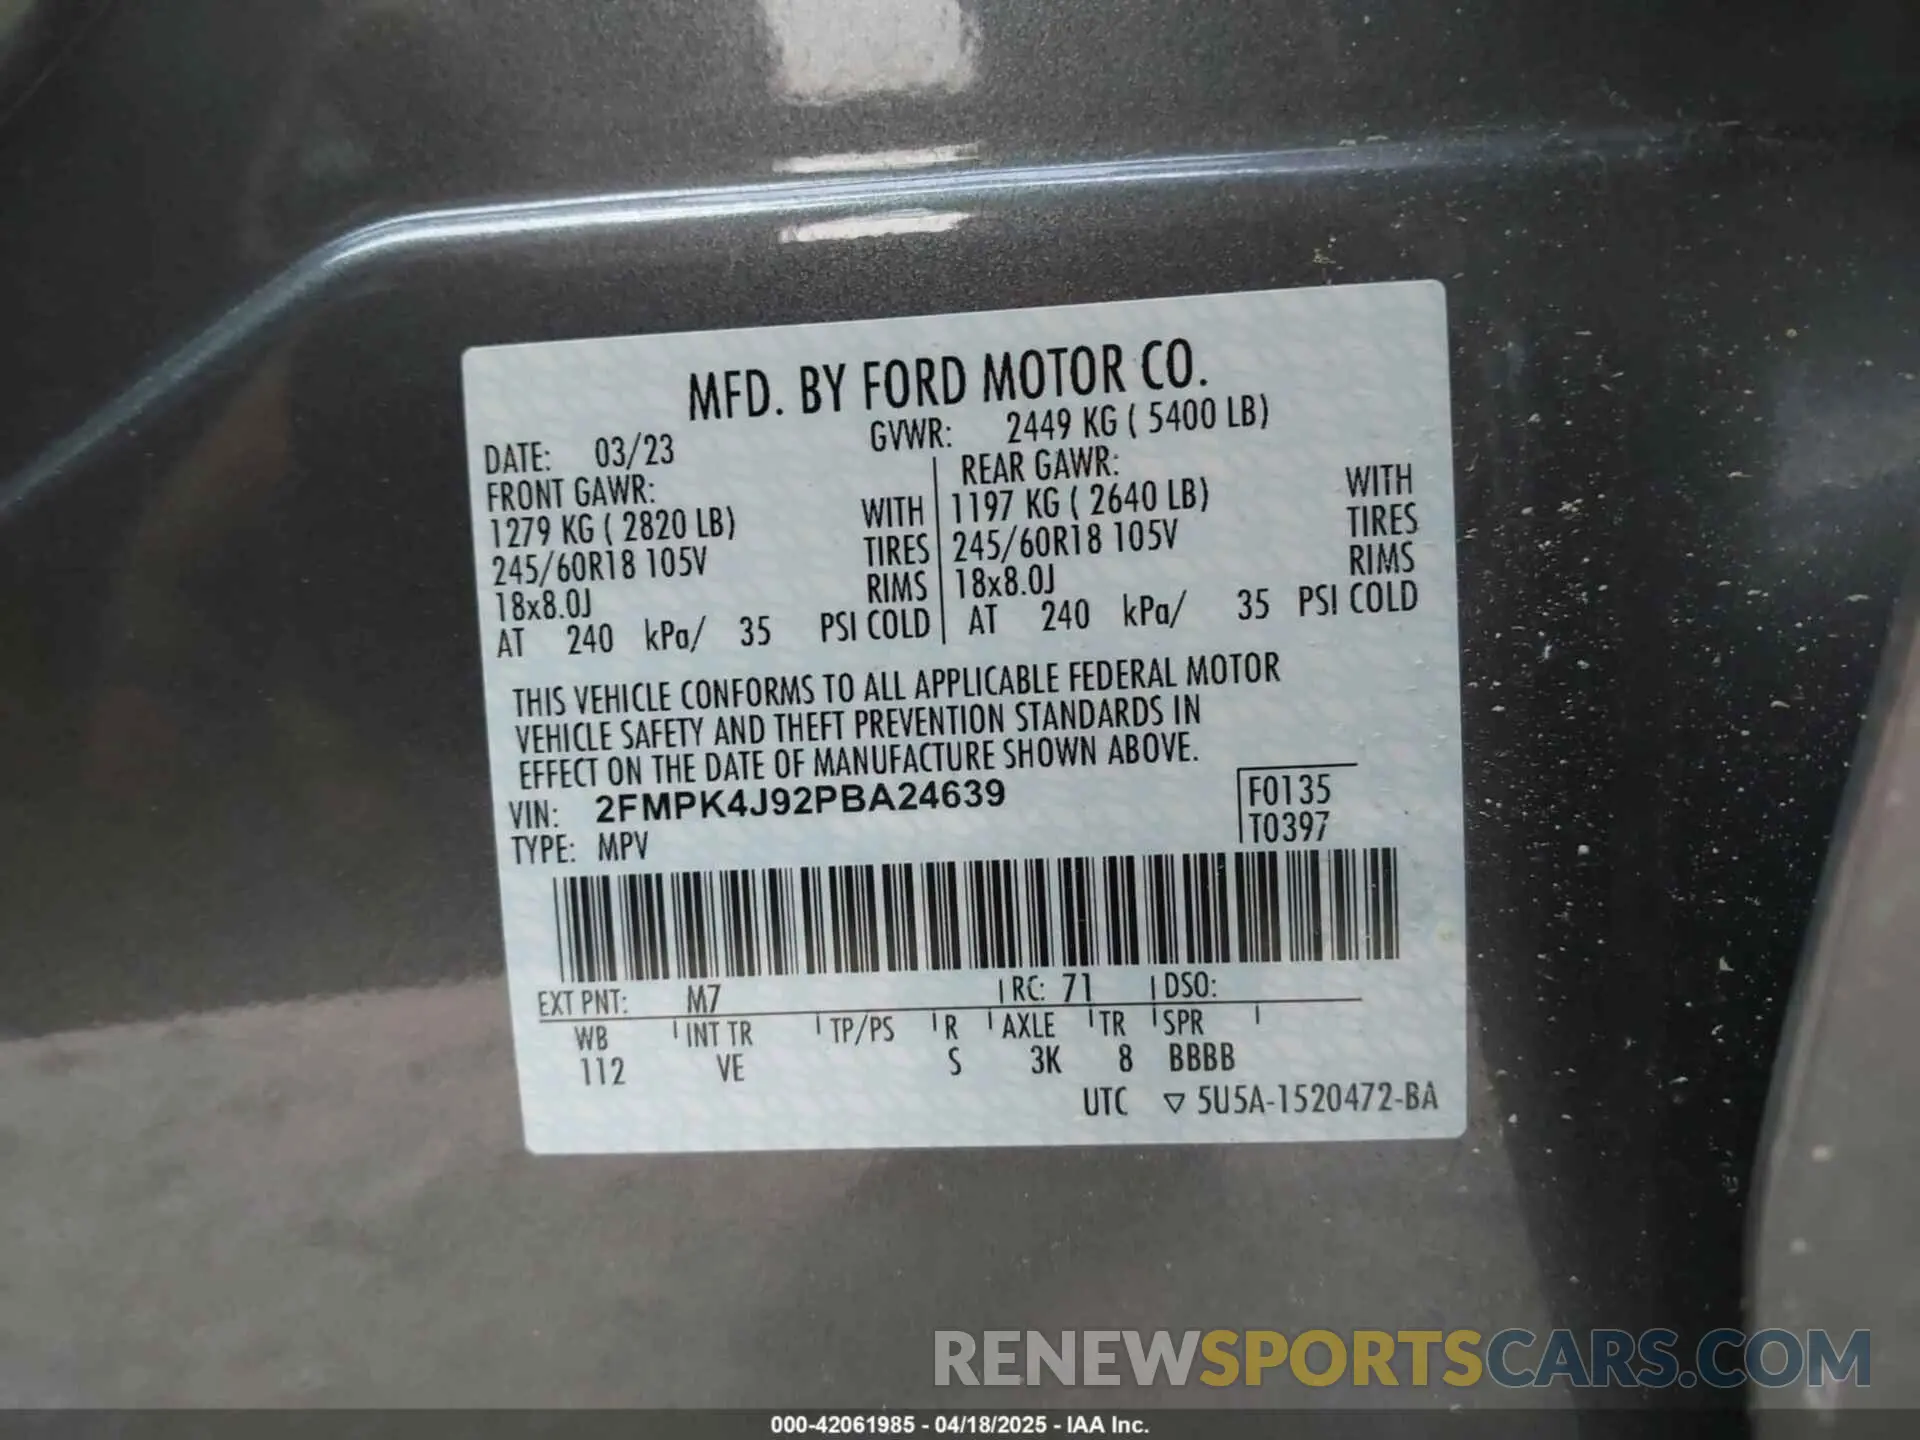 MFD. BY FORD MOTOR CO.
DATE: 03/23 GVWR: 2449 KG ( 5400 LB)
FRONT GAWR: REAR GAWR:
1279 KG ( 2820 LB) WITH 1197 KG ( 2640 LB) WITH
245/60R18 105V TIRES 245/60R18 105V TIRES
18x8.0J RIMS 18x8.0J RIMS
AT 240 kPa/ 35 PSI COLD AT 240 kPa/ 35 PSI COLD
THIS VEHICLE CONFORMS TO ALL APPLICABLE FEDERAL MOTOR
VEHICLE SAFETY AND THEFT PREVENTION STANDARDS IN
EFFECT ON THE DATE OF MANUFACTURE SHOWN ABOVE.
VIN: 2FMPK4J92PBA24639 F0135
TYPE: MPV T0397
EXT PNT: M7 RC: 71 DSO:
WB INT TR TP/PS R AXLE TR SPR
112 VE S 3K 8 BBBB
UTC ▽ 5U5A-1520472-BA
RENEWSPORTSCARS.COM
000-42061985 - 04/18/2025 - IAA Inc.